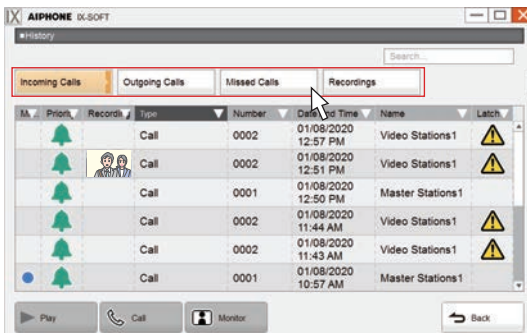 IX AIPHONE IX-SOFT
■History
Search...
Incoming Calls Outgoing Calls Missed Calls Recordings
M... Priority Recording Type Number Date and Time Name Latch
Call 0002 01/08/2020 12:57 PM Video Stations1
Call 0002 01/08/2020 12:51 PM Video Stations1
Call 0001 01/08/2020 12:50 PM Master Stations1
Call 0002 01/08/2020 11:44 AM Video Stations1
Call 0002 01/08/2020 11:43 AM Video Stations1
Call 0001 01/08/2020 10:57 AM Master Stations1
Play Call Monitor Back